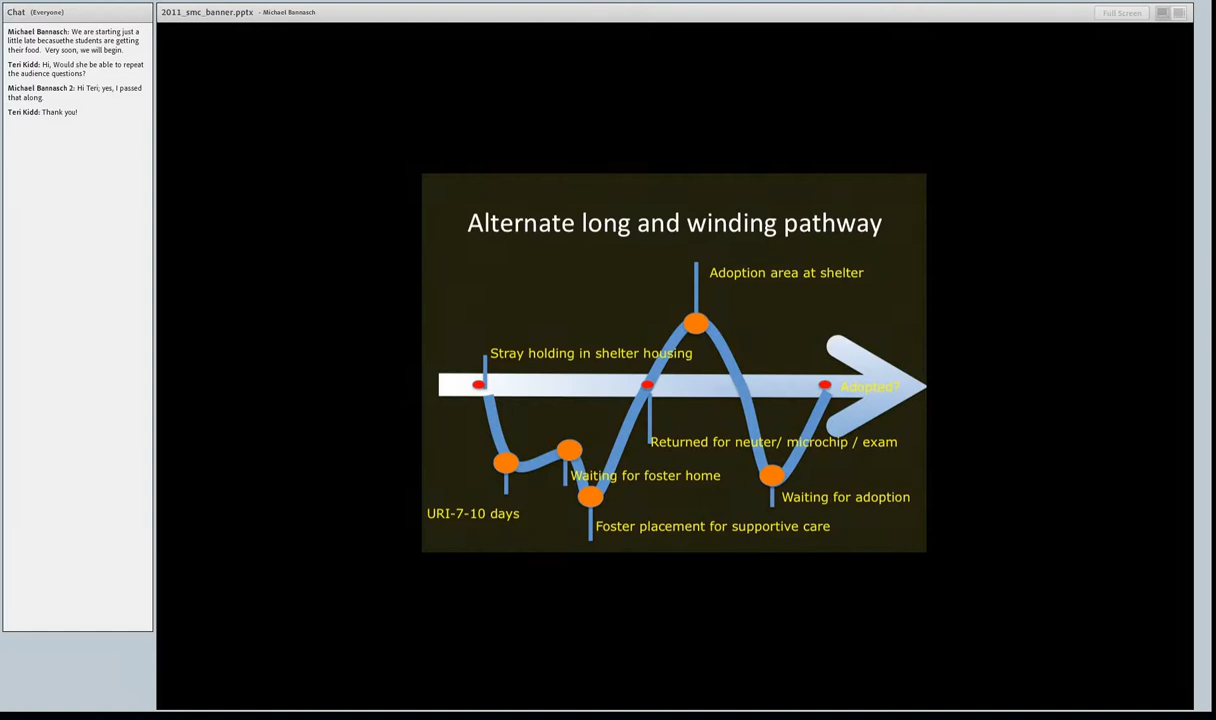 Chat (Everyone)
2011_smc_banner.pptx - Michael Bannasch
Full Screen
Michael Bannasch: We are starting just a
little late becasuethe students are getting
their food. Very soon, we will begin.
Teri Kidd: Hi, Would she be able to repeat
the audience questions?
Michael Bannasch 2: Hi Teri; yes, I passed
that along.
Teri Kidd: Thank you!
Alternate long and winding pathway
Adoption area at shelter
Stray holding in shelter housing
Adopted?
Returned for neuter/ microchip / exam
Waiting for foster home
Waiting for adoption
URI-7-10 days
Foster placement for supportive care